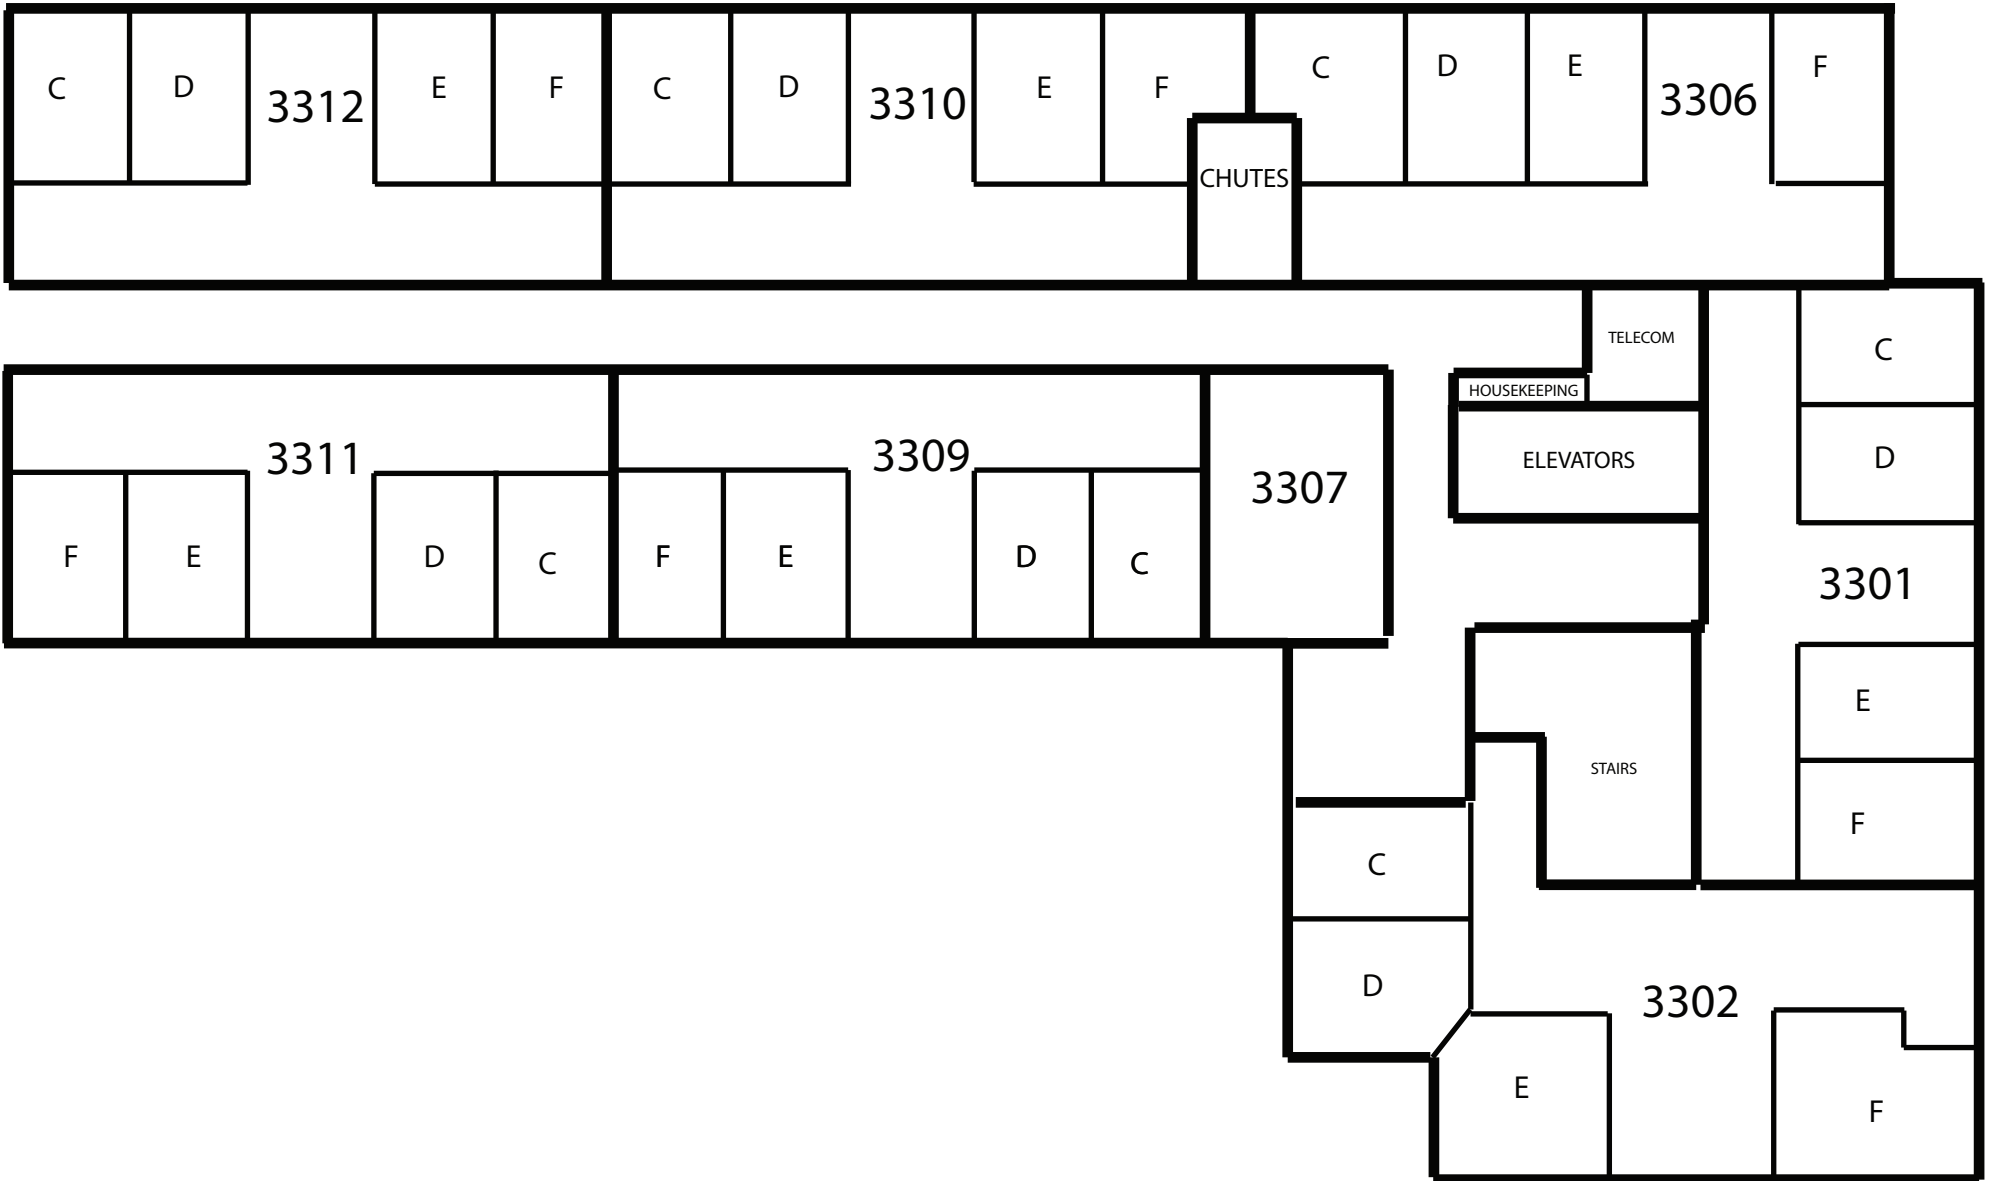 C D 3312 E F C D 3310 E F C D E 3306 F
CHUTES
TELECOM
HOUSEKEEPING
ELEVATORS
C
D
3301
E
F
3311 3309 3307
F E D C F E D C
STAIRS
C
D
3302
E
F